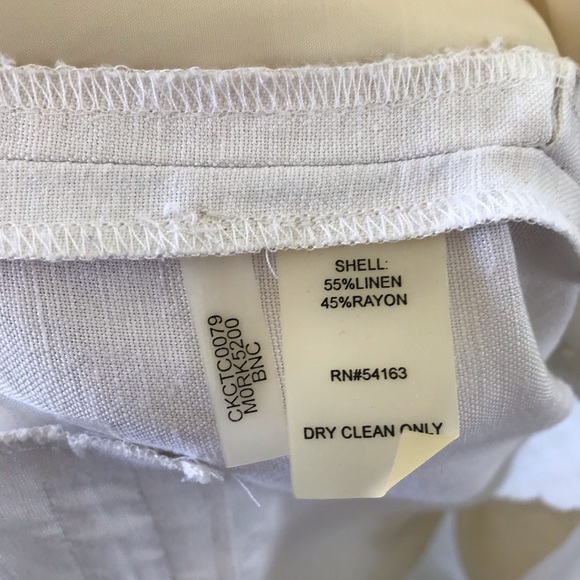 CKCTC0079
M0RK5200
BNC
SHELL:
55%LINEN
45%RAYON
RN#54163
DRY CLEAN ONLY